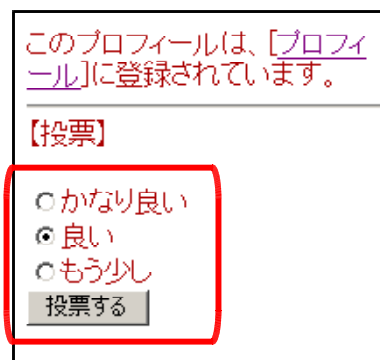 このプロフィールは、[プロフィ
ール]に登録されています。
【投票】
かなり良い
良い
もう少し
投票する